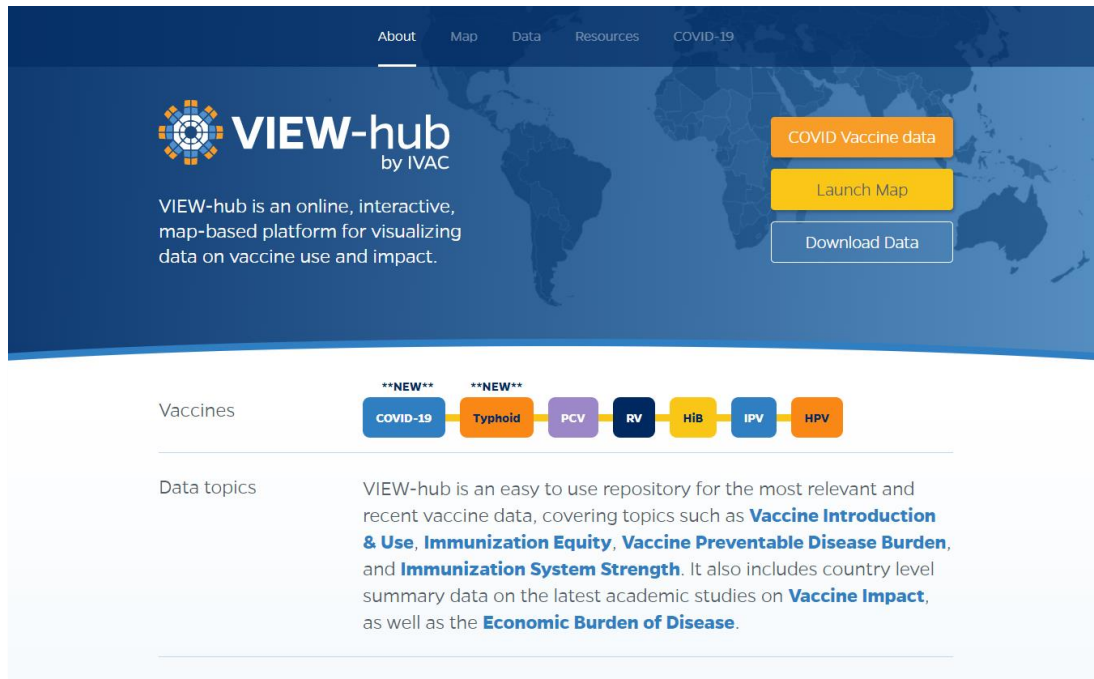 About Map Data Resources COVID-19
VIEW-hub
by IVAC
VIEW-hub is an online, interactive,
map-based platform for visualizing
data on vaccine use and impact.
COVID Vaccine data
Launch Map
Download Data
Vaccines
**NEW** **NEW**
COVID-19 Typhoid PCV RV HiB IPV HPV
Data topics
VIEW-hub is an easy to use repository for the most relevant and
recent vaccine data, covering topics such as Vaccine Introduction
& Use, Immunization Equity, Vaccine Preventable Disease Burden,
and Immunization System Strength. It also includes country level
summary data on the latest academic studies on Vaccine Impact,
as well as the Economic Burden of Disease.